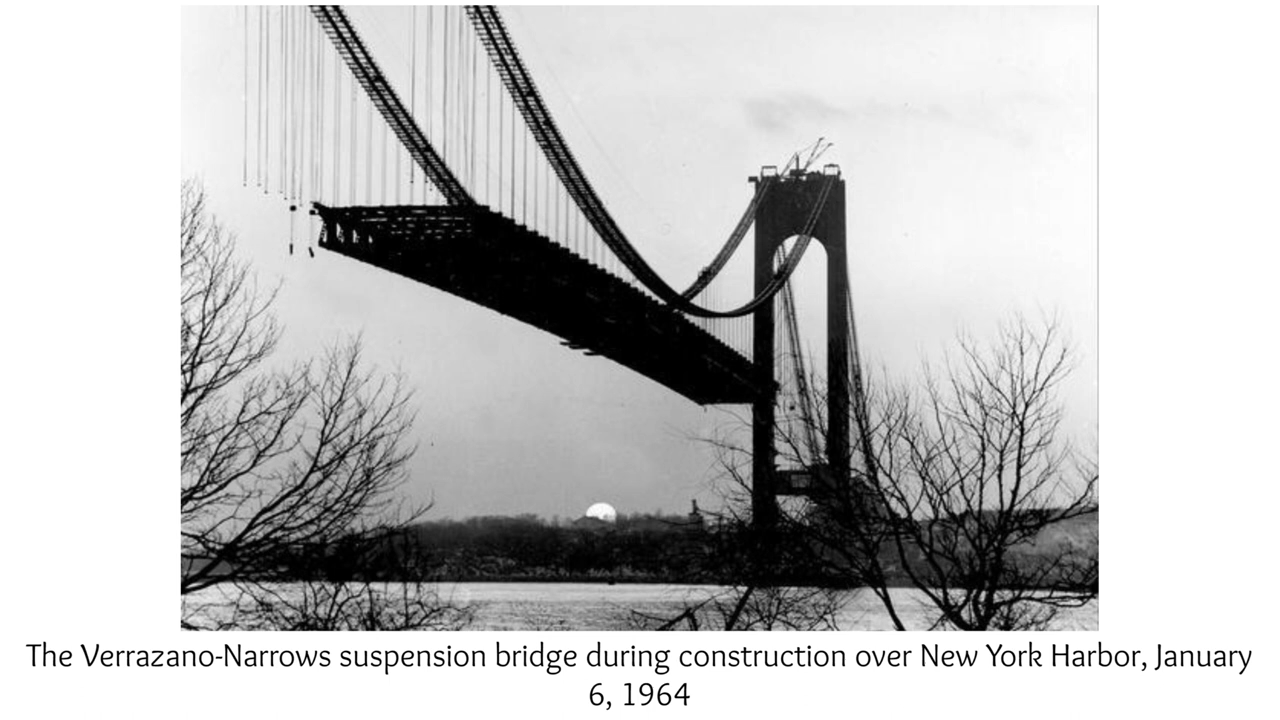 The Verrazano-Narrows suspension bridge during construction over New York Harbor, January
6, 1964